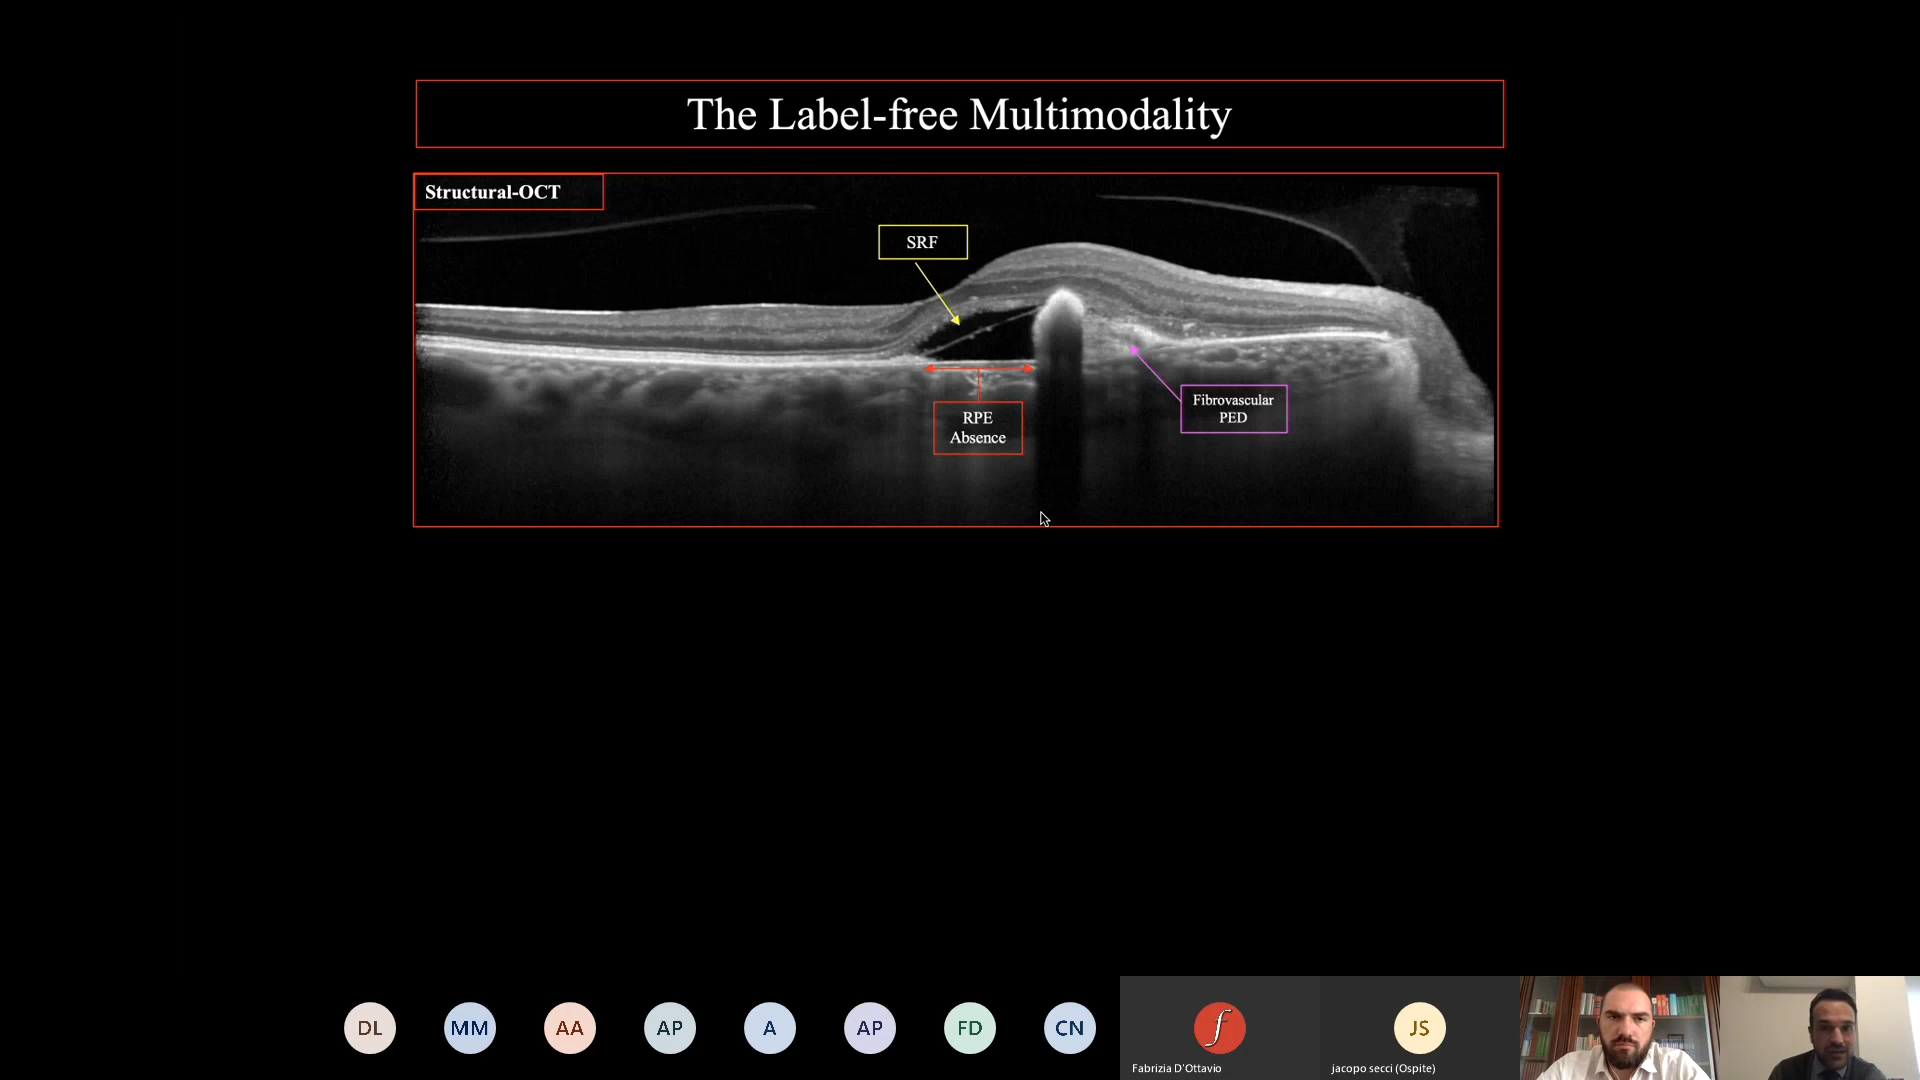 The Label-free Multimodality
Structural-OCT
SRF
RPE
Absence
Fibrovascular
PED
DL
MM
AA
AP
A
AP
FD
CN
f
JS
Fabrizia D'Ottavio
jacopo secci (Ospite)